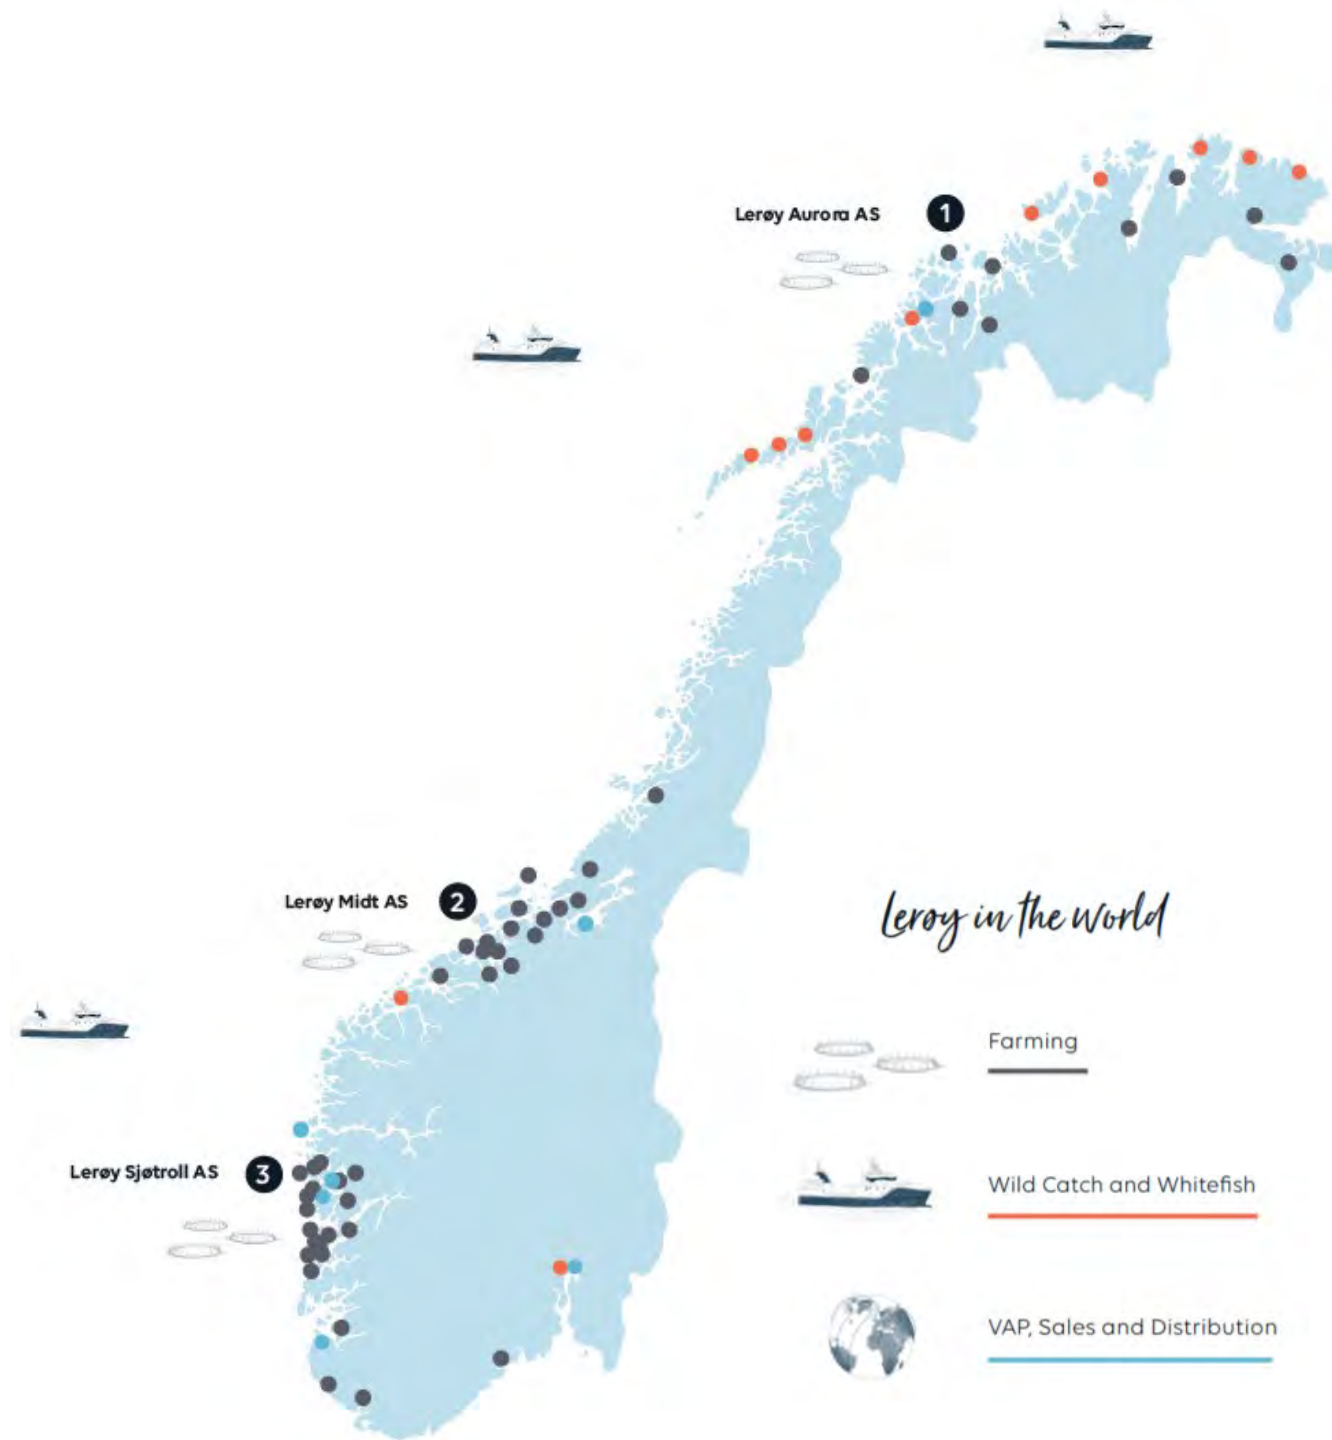 Lerøy Aurora AS
1
Lerøy Midt AS
2
Lerøy in the world
Farming
Lerøy Sjøtroll AS
3
Wild Catch and Whitefish
VAP, Sales and Distribution